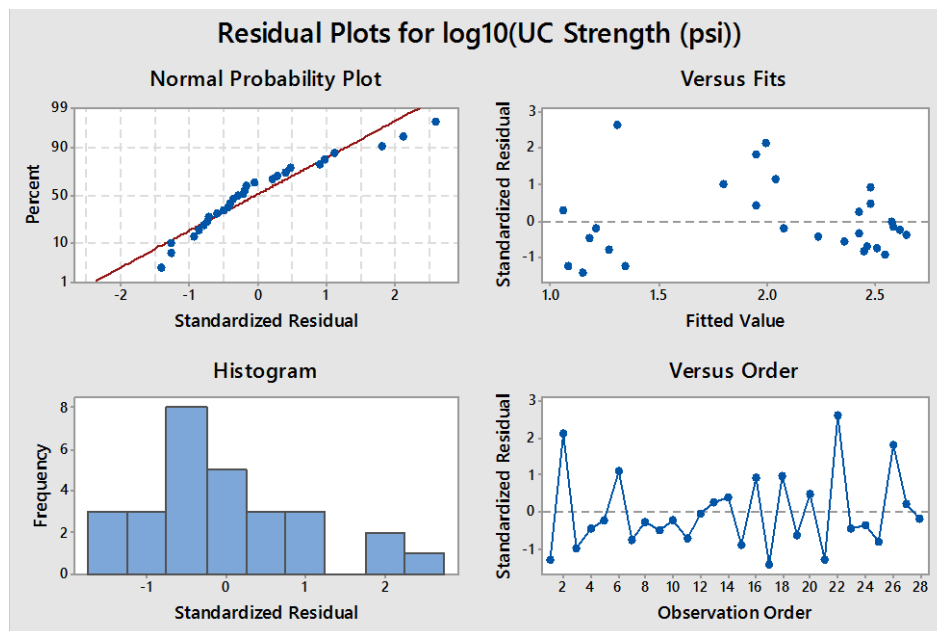 Residual Plots for log10(UC Strength (psi))
Normal Probability Plot
99
90
50
10
1
Percent
-2 -1 0 1 2
Standardized Residual
Versus Fits
3
2
1
0
-1
Standardized Residual
1.0 1.5 2.0 2.5
Fitted Value
Histogram
8
6
4
2
0
Frequency
-1 0 1 2
Standardized Residual
Versus Order
3
2
1
0
-1
Standardized Residual
2 4 6 8 10 12 14 16 18 20 22 24 26 28
Observation Order